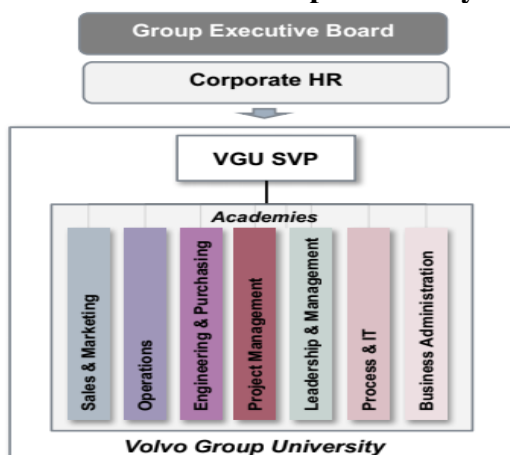 Group Executive Board
Corporate HR
VGU SVP
Academies
Sales & Marketing
Operations
Engineering & Purchasing
Project Management
Leadership & Management
Process & IT
Business Administration
Volvo Group University